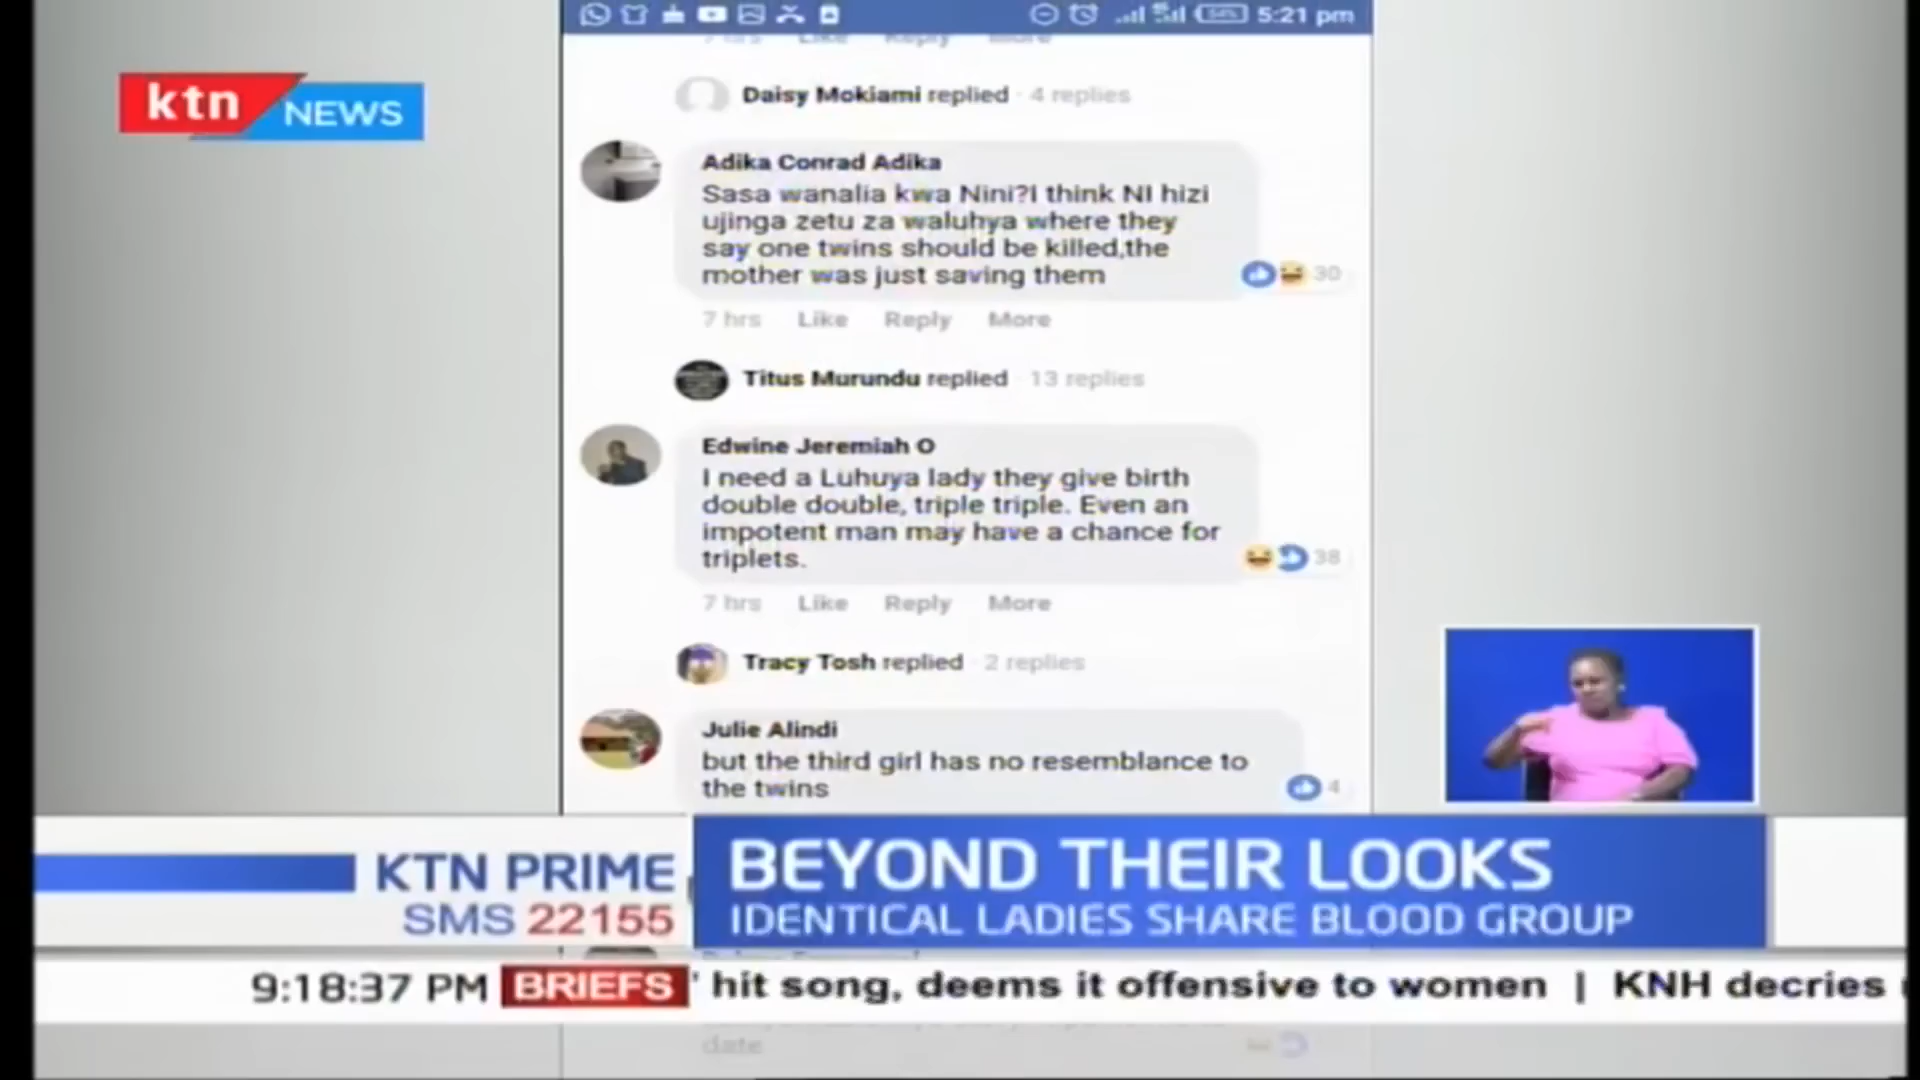 54% 5:21 pm
7 hrs Like Reply More
Daisy Mokiami replied · 4 replies
ktn NEWS
Adika Conrad Adika
Sasa wanalia kwa Nini?I think NI hizi
ujinga zetu za waluhya where they
say one twins should be killed,the
mother was just saving them
30
7 hrs Like Reply More
Titus Murundu replied · 13 replies
Edwine Jeremiah O
I need a Luhuya lady they give birth
double double, triple triple. Even an
impotent man may have a chance for
triplets.
38
7 hrs Like Reply More
Tracy Tosh replied · 2 replies
Julie Alindi
but the third girl has no resemblance to
the twins
4
KTN PRIME
SMS 22155
BEYOND THEIR LOOKS
IDENTICAL LADIES SHARE BLOOD GROUP
9:18:37 PM BRIEFS ' hit song, deems it offensive to women | KNH decries
date